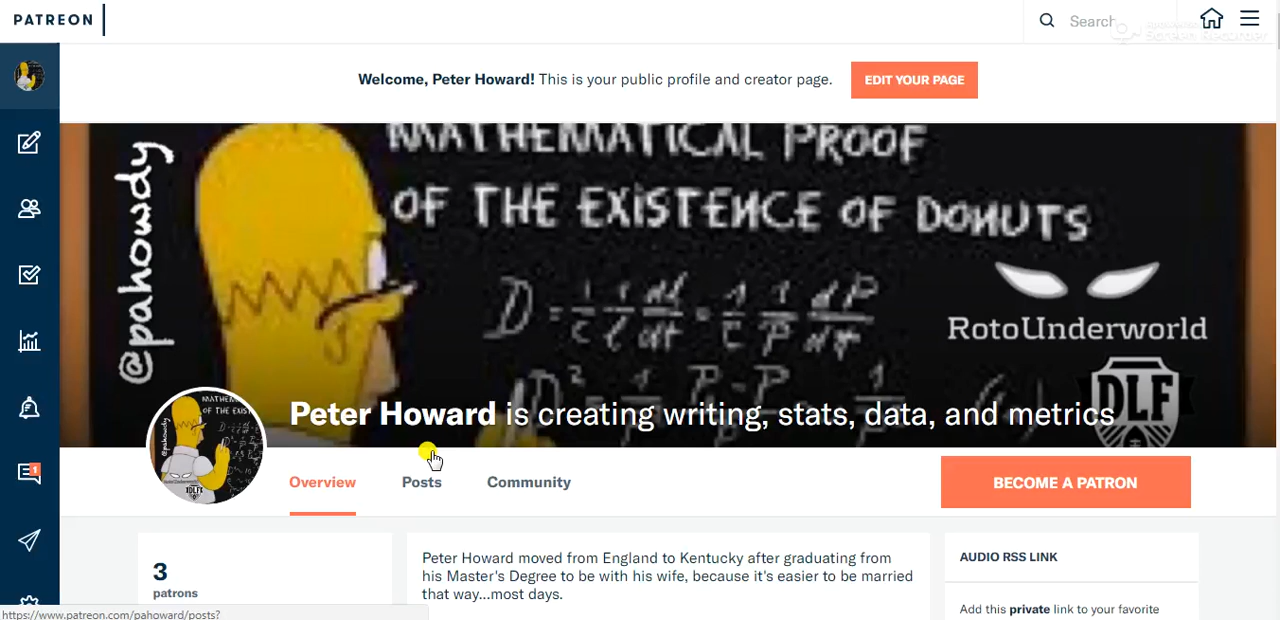 PATREON
Search
Screen Recorder
Welcome, Peter Howard! This is your public profile and creator page.
EDIT YOUR PAGE
@pahowdy
MATHEMATICAL PROOF
OF THE EXISTENCE OF DONUTS
RotoUnderworld
DLF
Peter Howard is creating writing, stats, data, and metrics
Overview
Posts
Community
BECOME A PATRON
3
patrons
Peter Howard moved from England to Kentucky after graduating from
his Master's Degree to be with his wife, because it's easier to be married
that way...most days.
AUDIO RSS LINK
Add this private link to your favorite
1
https://www.patreon.com/pahoward/posts?